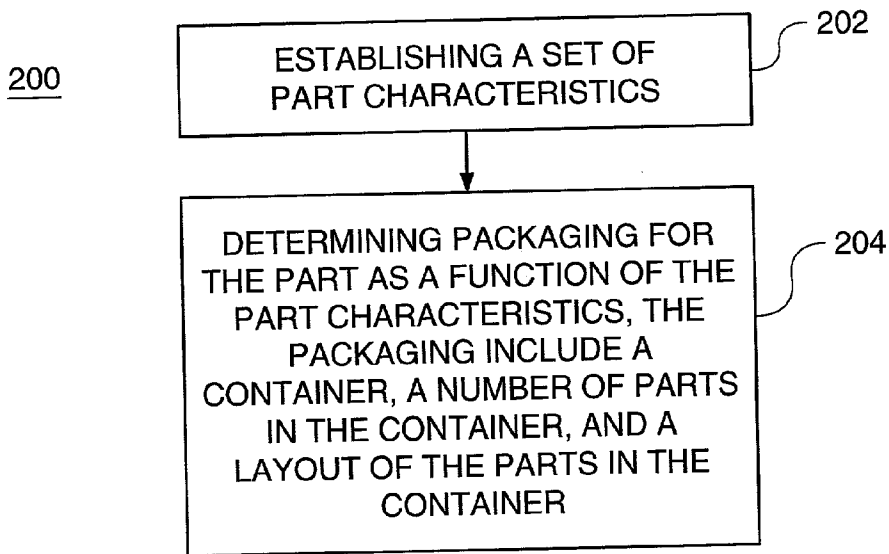 200
ESTABLISHING A SET OF
PART CHARACTERISTICS
202
DETERMINING PACKAGING FOR
THE PART AS A FUNCTION OF THE
PART CHARACTERISTICS, THE
PACKAGING INCLUDE A
CONTAINER, A NUMBER OF PARTS
IN THE CONTAINER, AND A
LAYOUT OF THE PARTS IN THE
CONTAINER
204